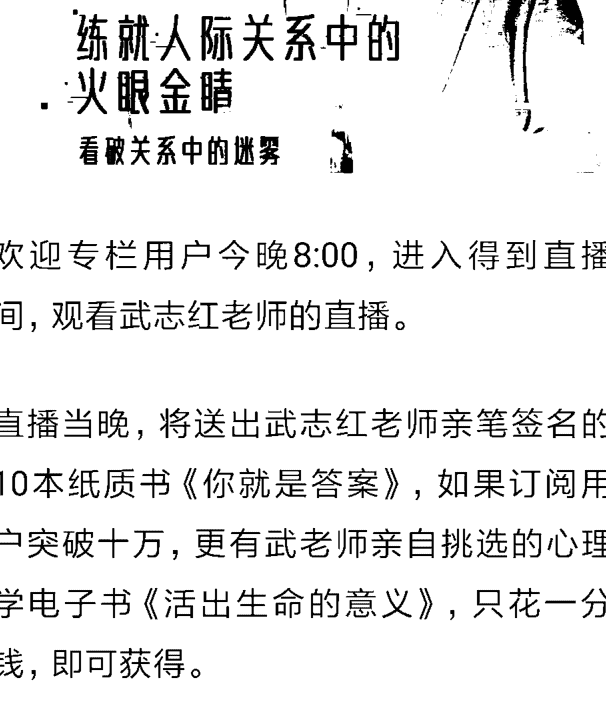 练就人际关系中的
火眼金睛
看破关系中的迷雾
欢迎专栏用户今晚8:00，进入得到直播
间，观看武志红老师的直播。
直播当晚，将送出武志红老师亲笔签名的
10本纸质书《你就是答案》，如果订阅用
户突破十万，更有武老师亲自挑选的心理
学电子书《活出生命的意义》，只花一分
钱，即可获得。